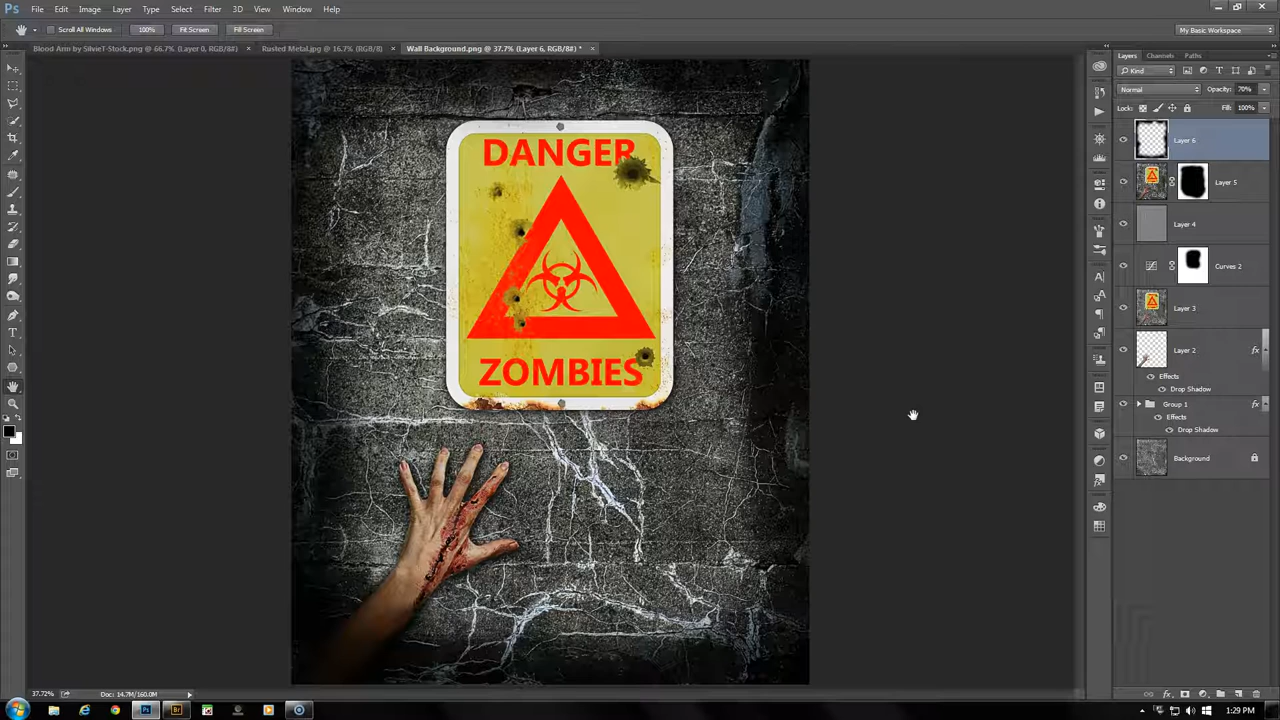 Ps File Edit Image Layer Type Select Filter 3D View Window Help
Scroll All Windows 100% Fit Screen Fill Screen My Basic Workspace
Blood Arm by SilvieT-Stock.png @ 66.7% (Layer 0, RGB/8#) × Rusted Metal.jpg @ 16.7% (RGB/8) × Wall Background.png @ 37.7% (Layer 6, RGB/8#) * ×
Layers Channels Paths
Kind
Normal Opacity: 70%
Lock: Fill: 100%
Layer 6
Layer 5
Layer 4
Curves 2
Layer 3
Layer 2 fx
Effects
Drop Shadow
Group 1 fx
Effects
Drop Shadow
Background
DANGER
ZOMBIES
37.72% Doc: 14.7M/160.0M
1:29 PM